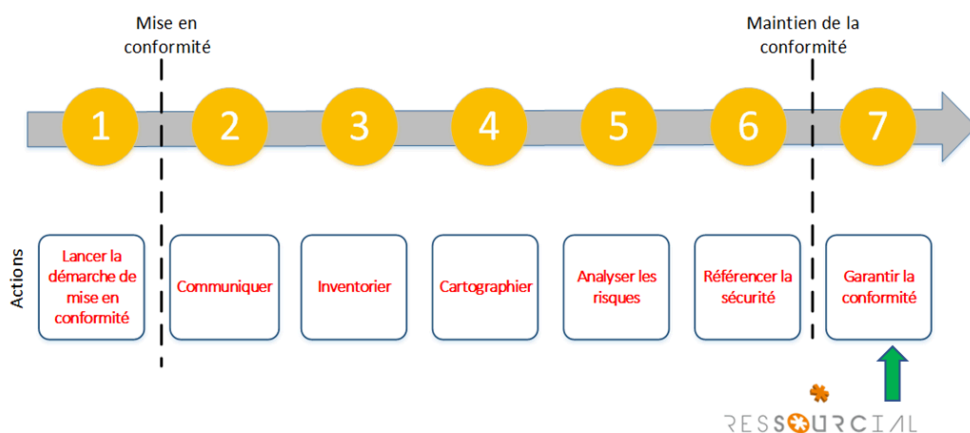 Mise en
conformité
Maintien de la
conformité
1
2
3
4
5
6
7
Actions
Lancer la
démarche de
mise en
conformité
Communiquer
Inventorier
Cartographier
Analyser les
risques
Référencer la
sécurité
Garantir la
conformité
RESSOURCIAL